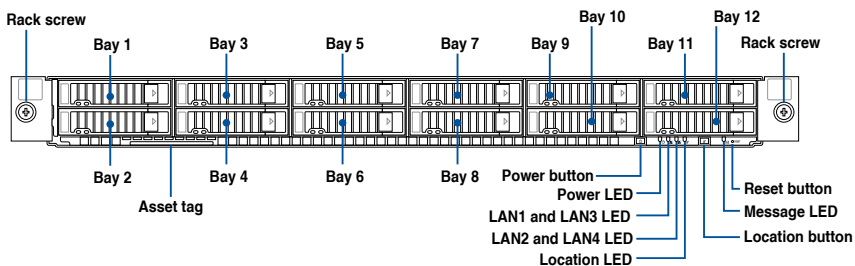 Bay 10
Bay 12
Rack screw
Bay 1
Bay 3
Bay 5
Bay 7
Bay 9
Bay 11
Rack screw
Bay 2
Bay 4
Bay 6
Bay 8
Asset tag
Power button
Power LED
LAN1 and LAN3 LED
LAN2 and LAN4 LED
Location LED
Reset button
Message LED
Location button